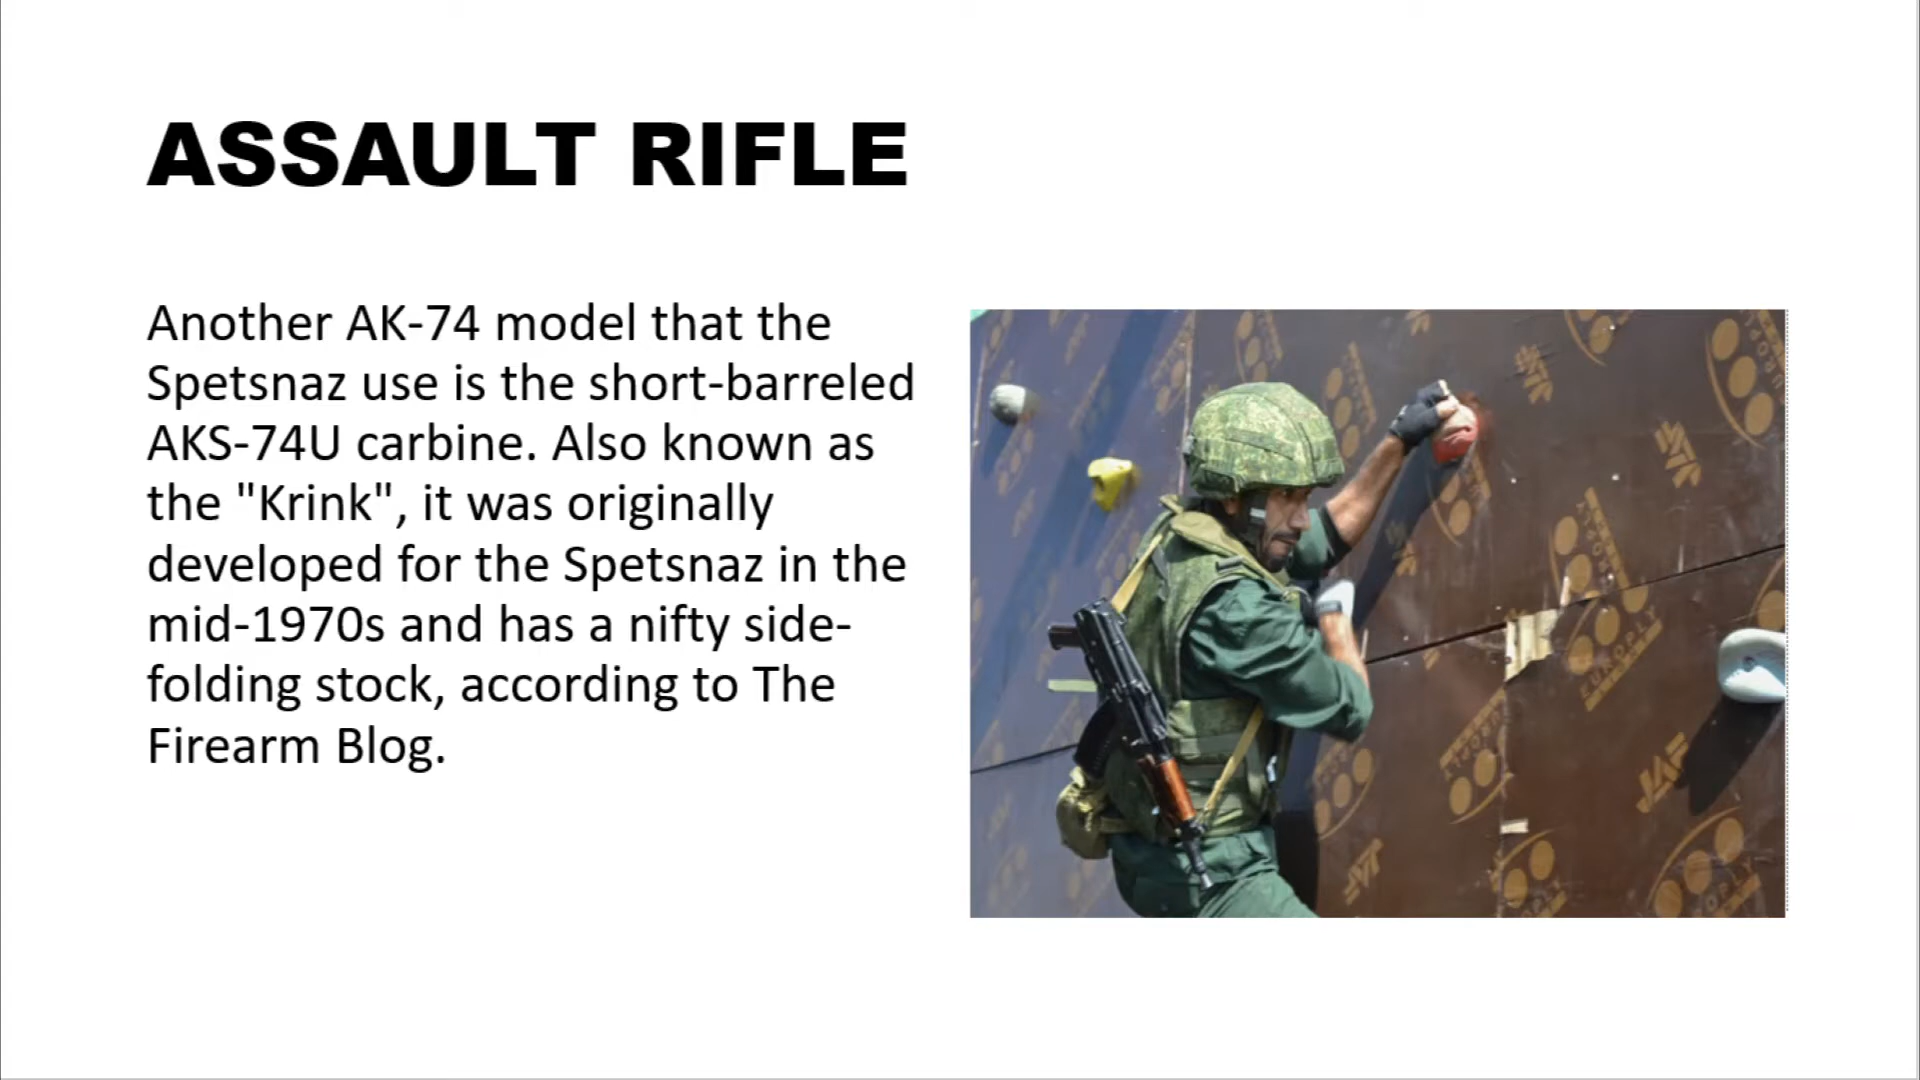 ASSAULT RIFLE
Another AK-74 model that the
Spetsnaz use is the short-barreled
AKS-74U carbine. Also known as
the "Krink", it was originally
developed for the Spetsnaz in the
mid-1970s and has a nifty side-
folding stock, according to The
Firearm Blog.
EUROPLY